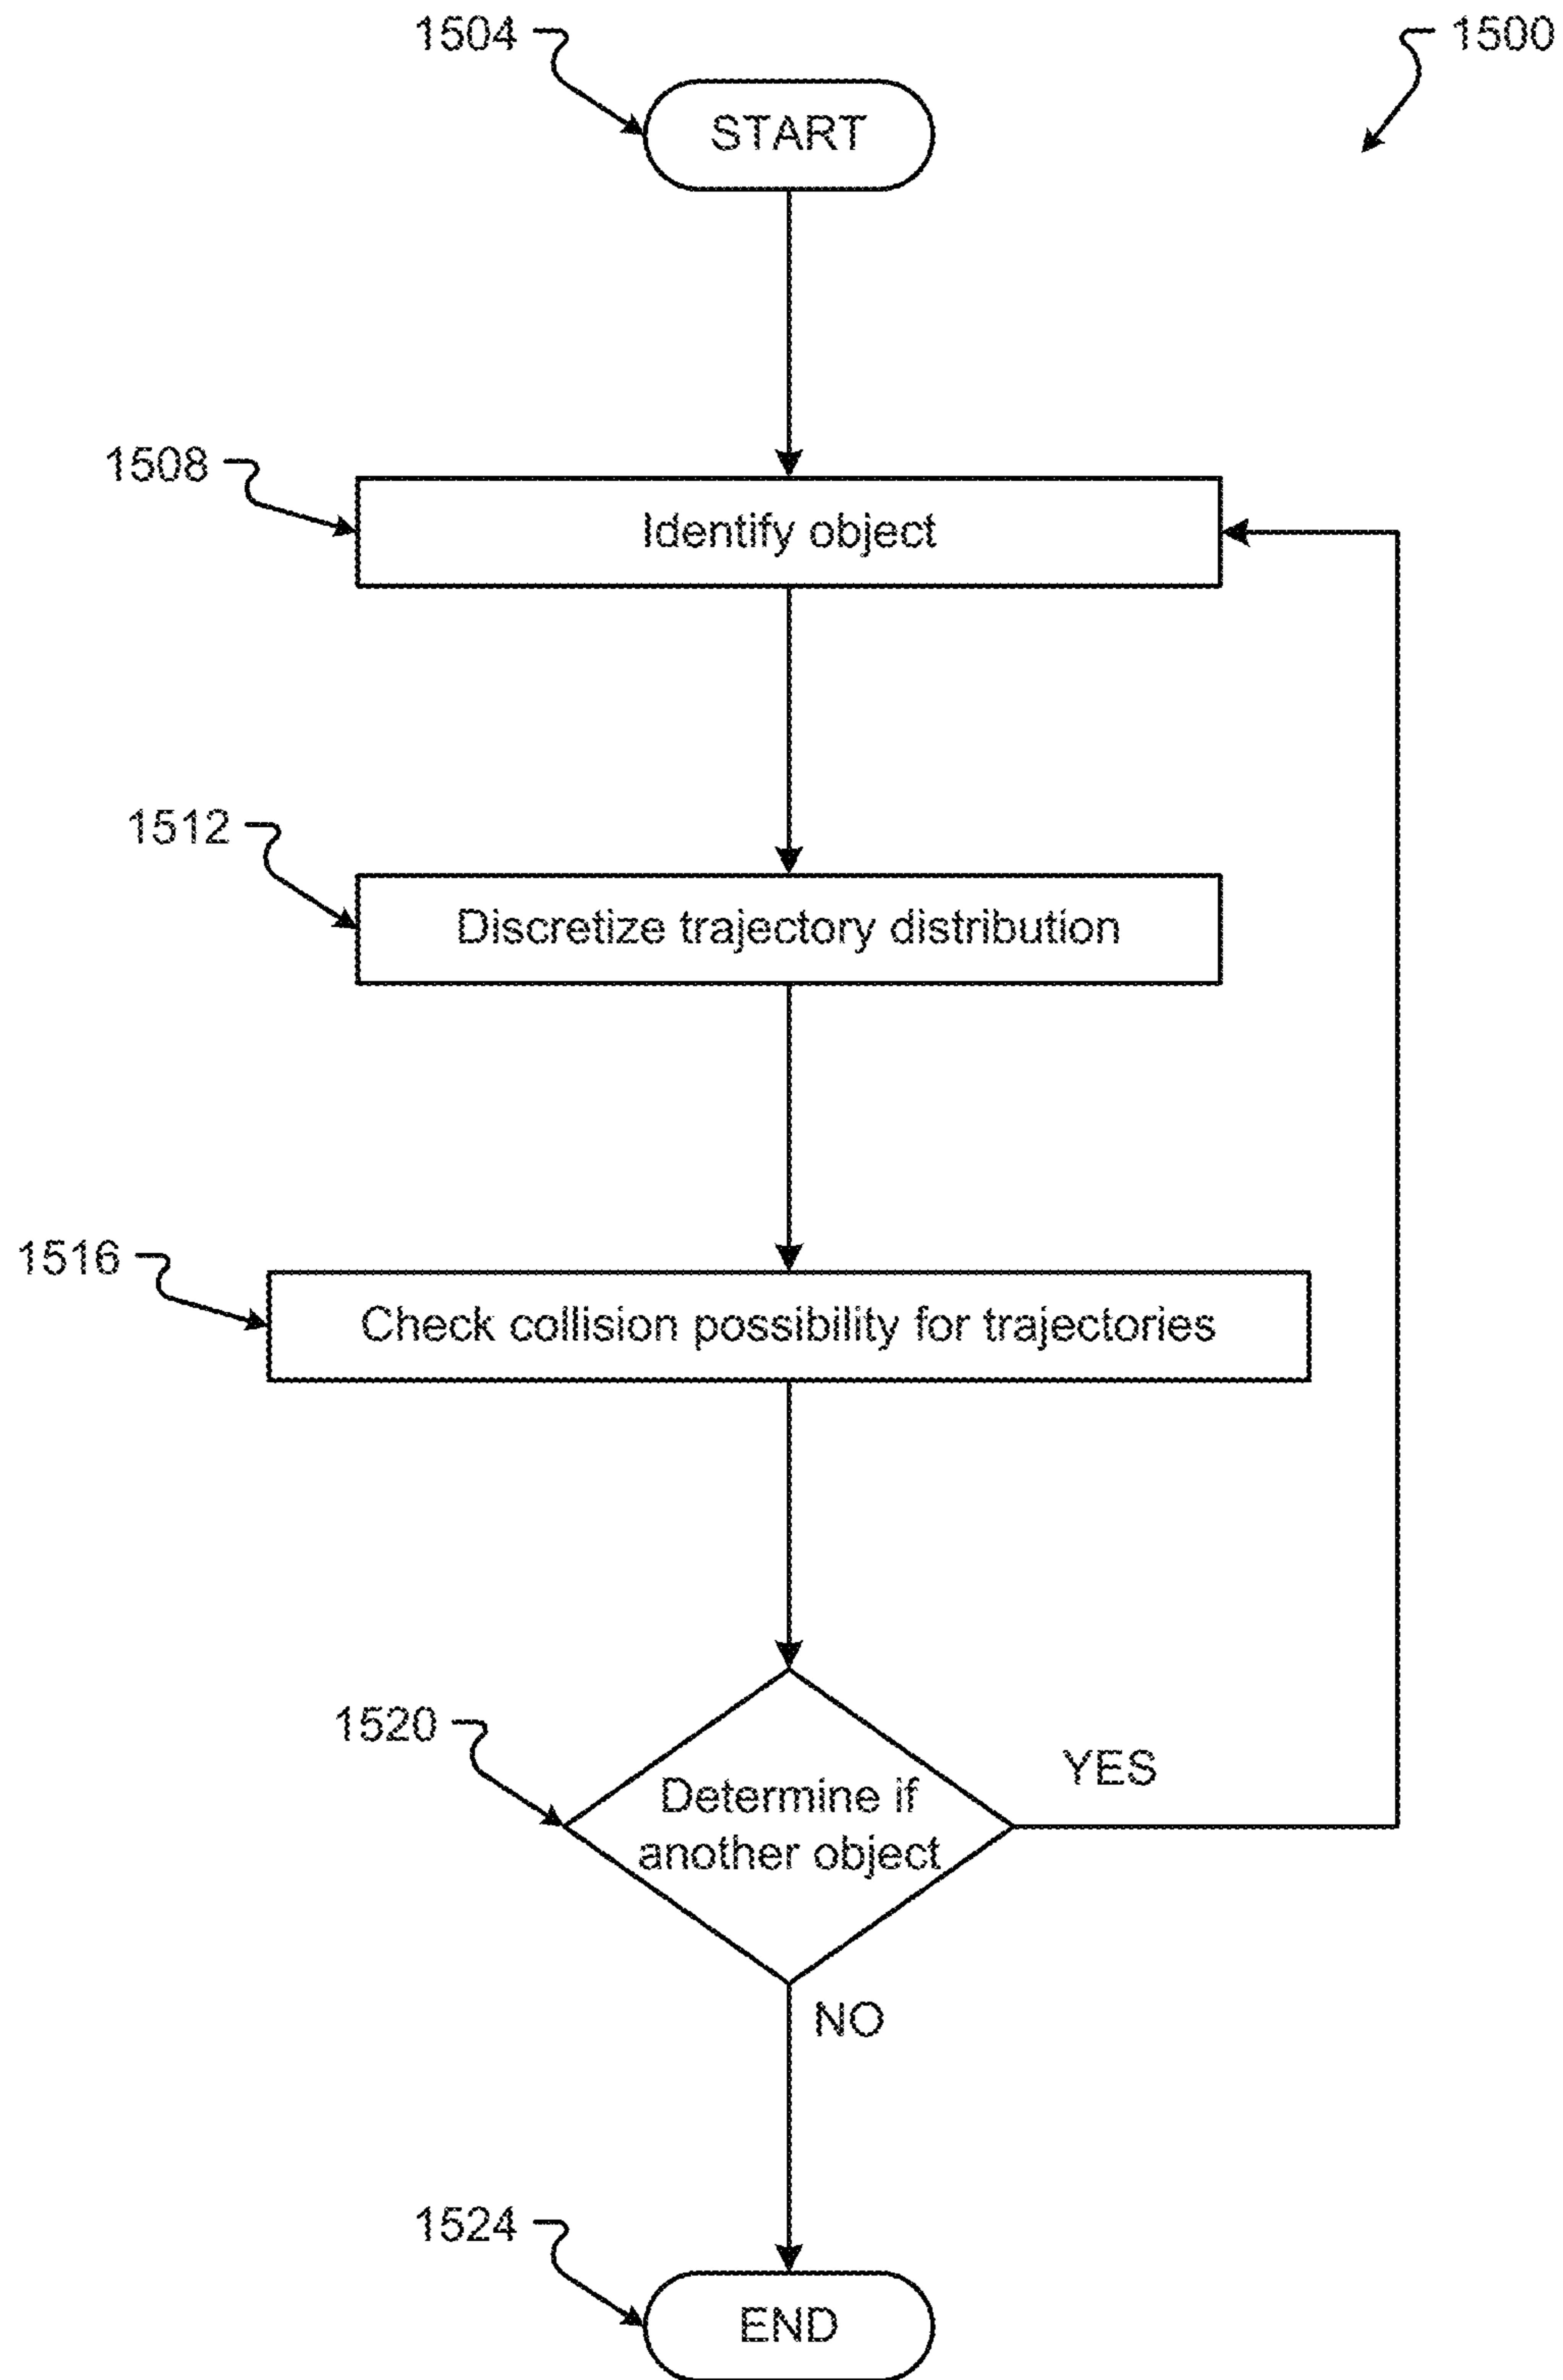 1504
1500
START
1508
Identify object
1512
Discretize trajectory distribution
1516
Check collision possibility for trajectories
1520
Determine if
another object
YES
NO
1524
END